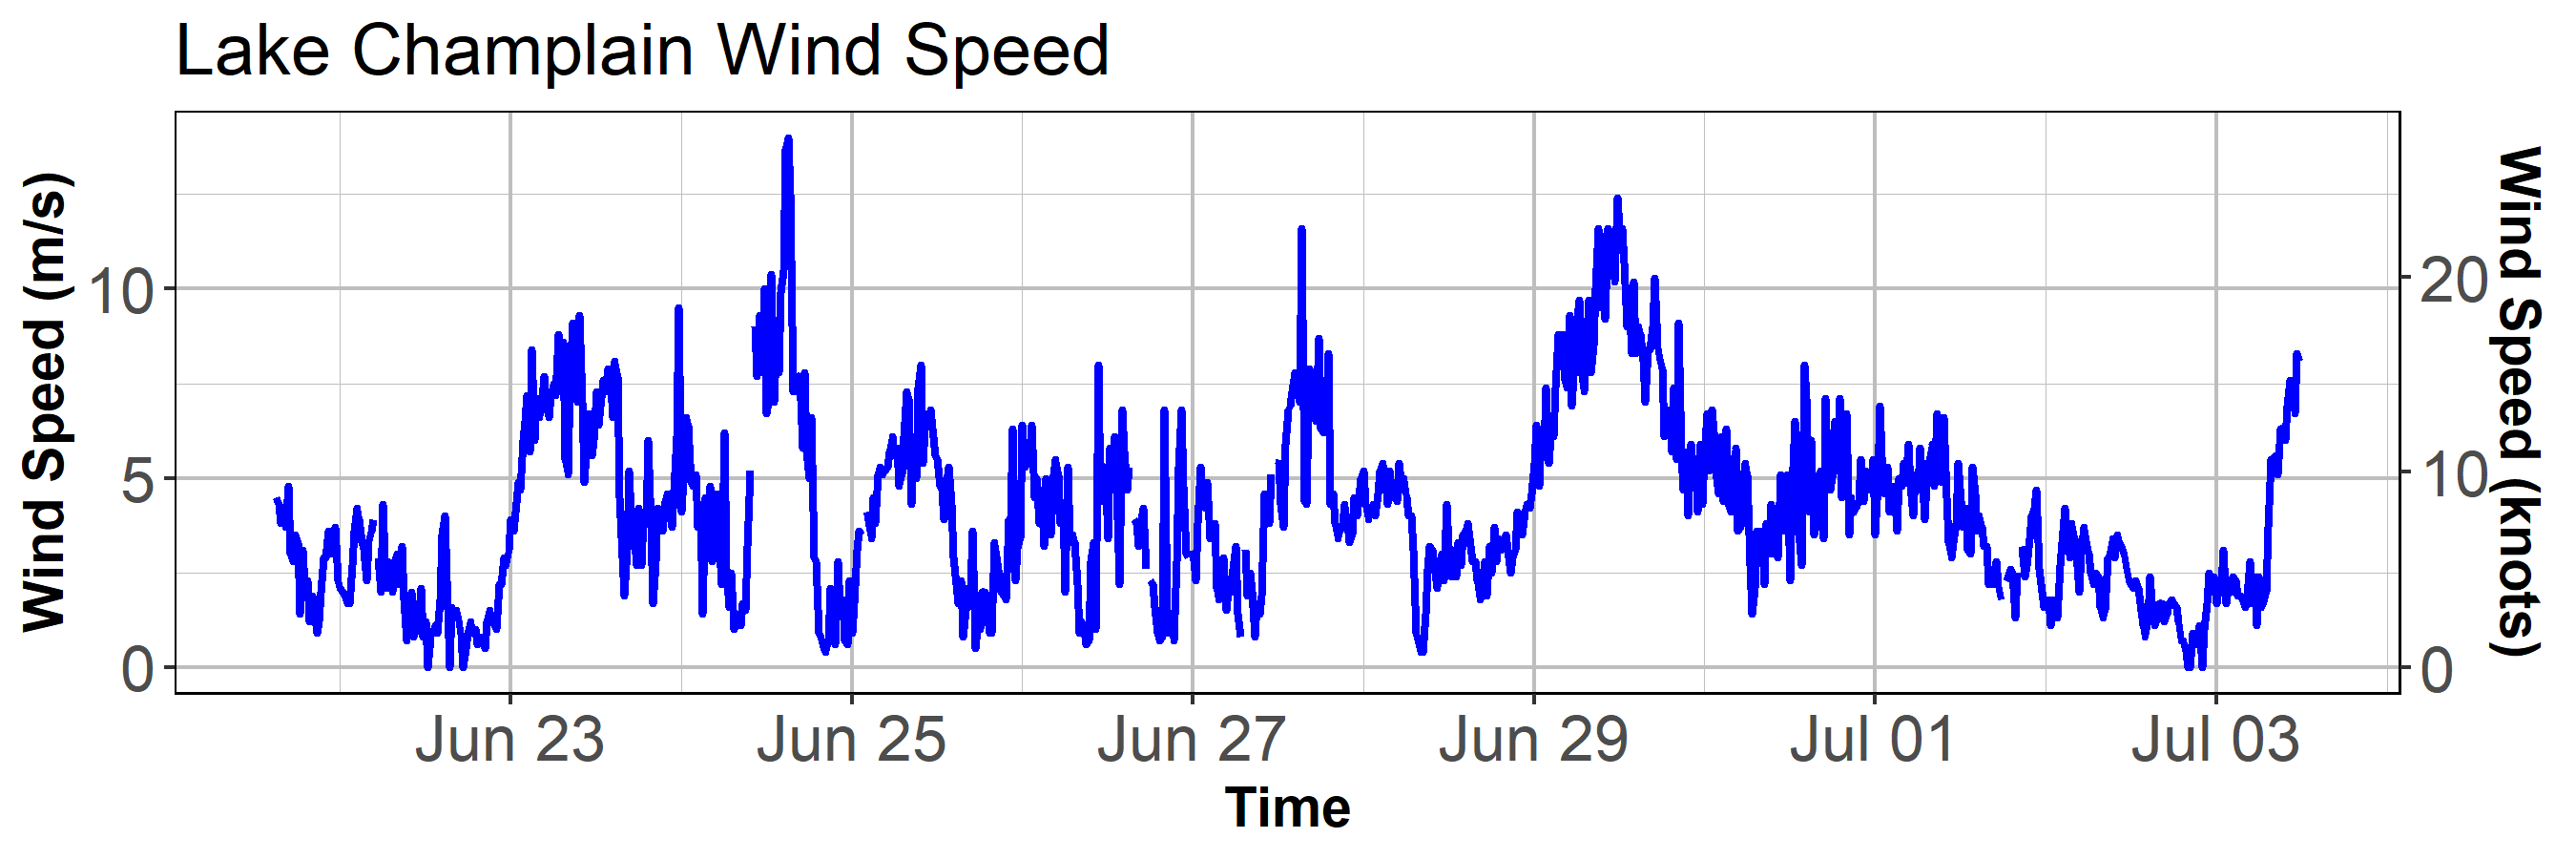 Lake Champlain Wind Speed
Wind Speed (m/s)
10
5
0
20
10
0
Wind Speed (knots)
Jun 23
Jun 25
Jun 27
Jun 29
Jul 01
Jul 03
Time